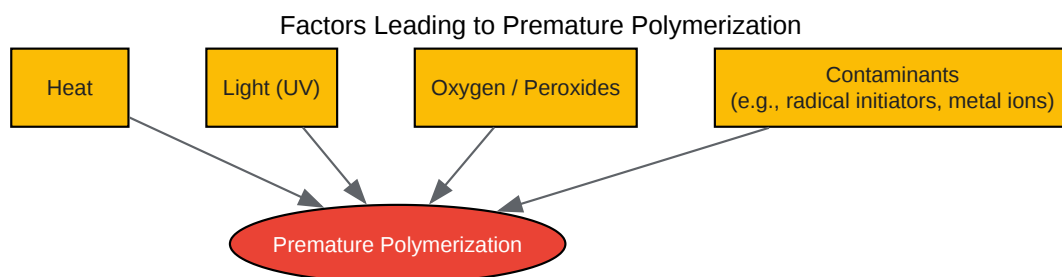 Factors Leading to Premature Polymerization
Heat
Light (UV)
Oxygen / Peroxides
Contaminants
(e.g., radical initiators, metal ions)
Premature Polymerization